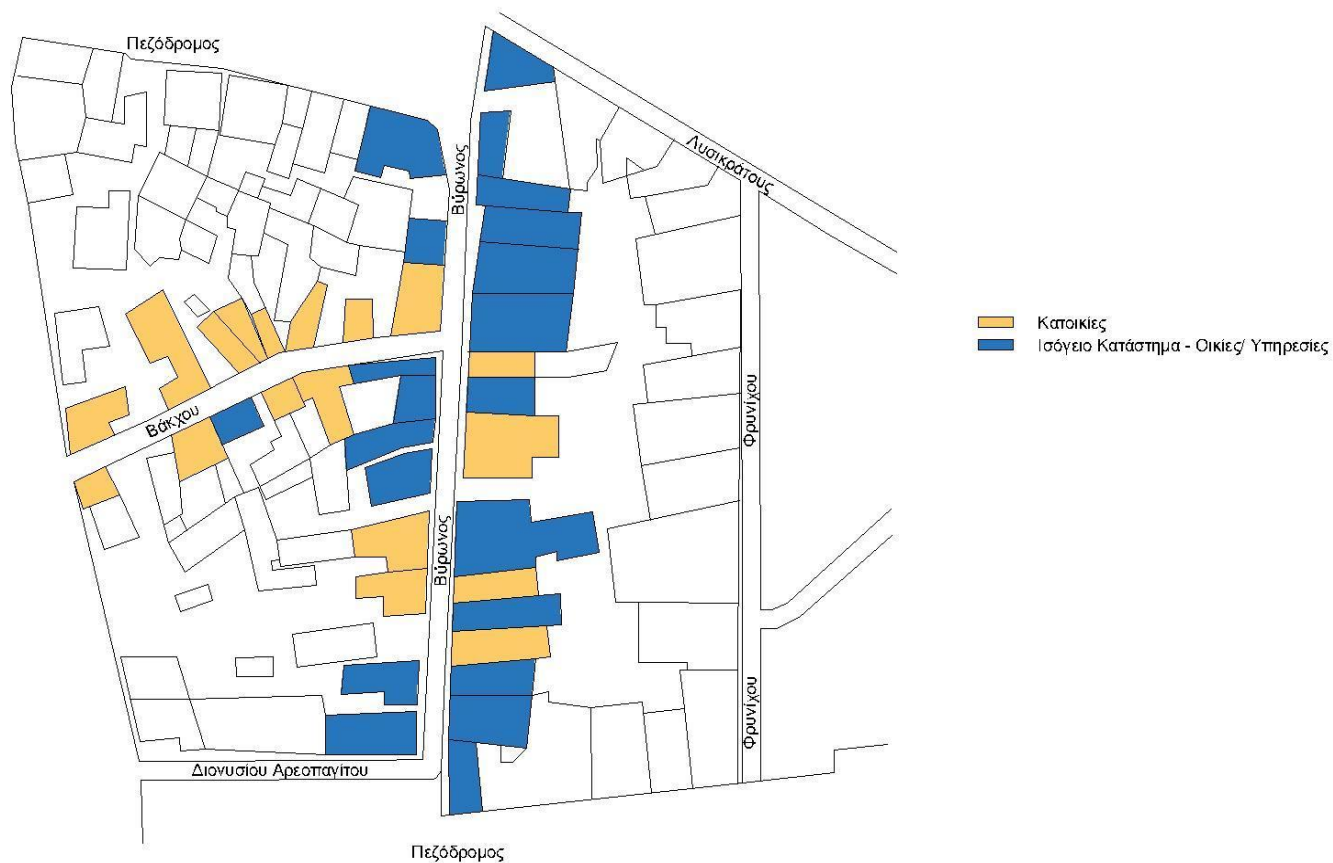 Πεζόδρομος
Λυσικράτους
Βύρωνος
Κατοικίες
Ισόγειο Κατάστημα - Οικίες/ Υπηρεσίες
Βάκχου
Φρυνίχου
Βύρωνος
Φρυνίχου
Διονυσίου Αρεοπαγίτου
Πεζόδρομος